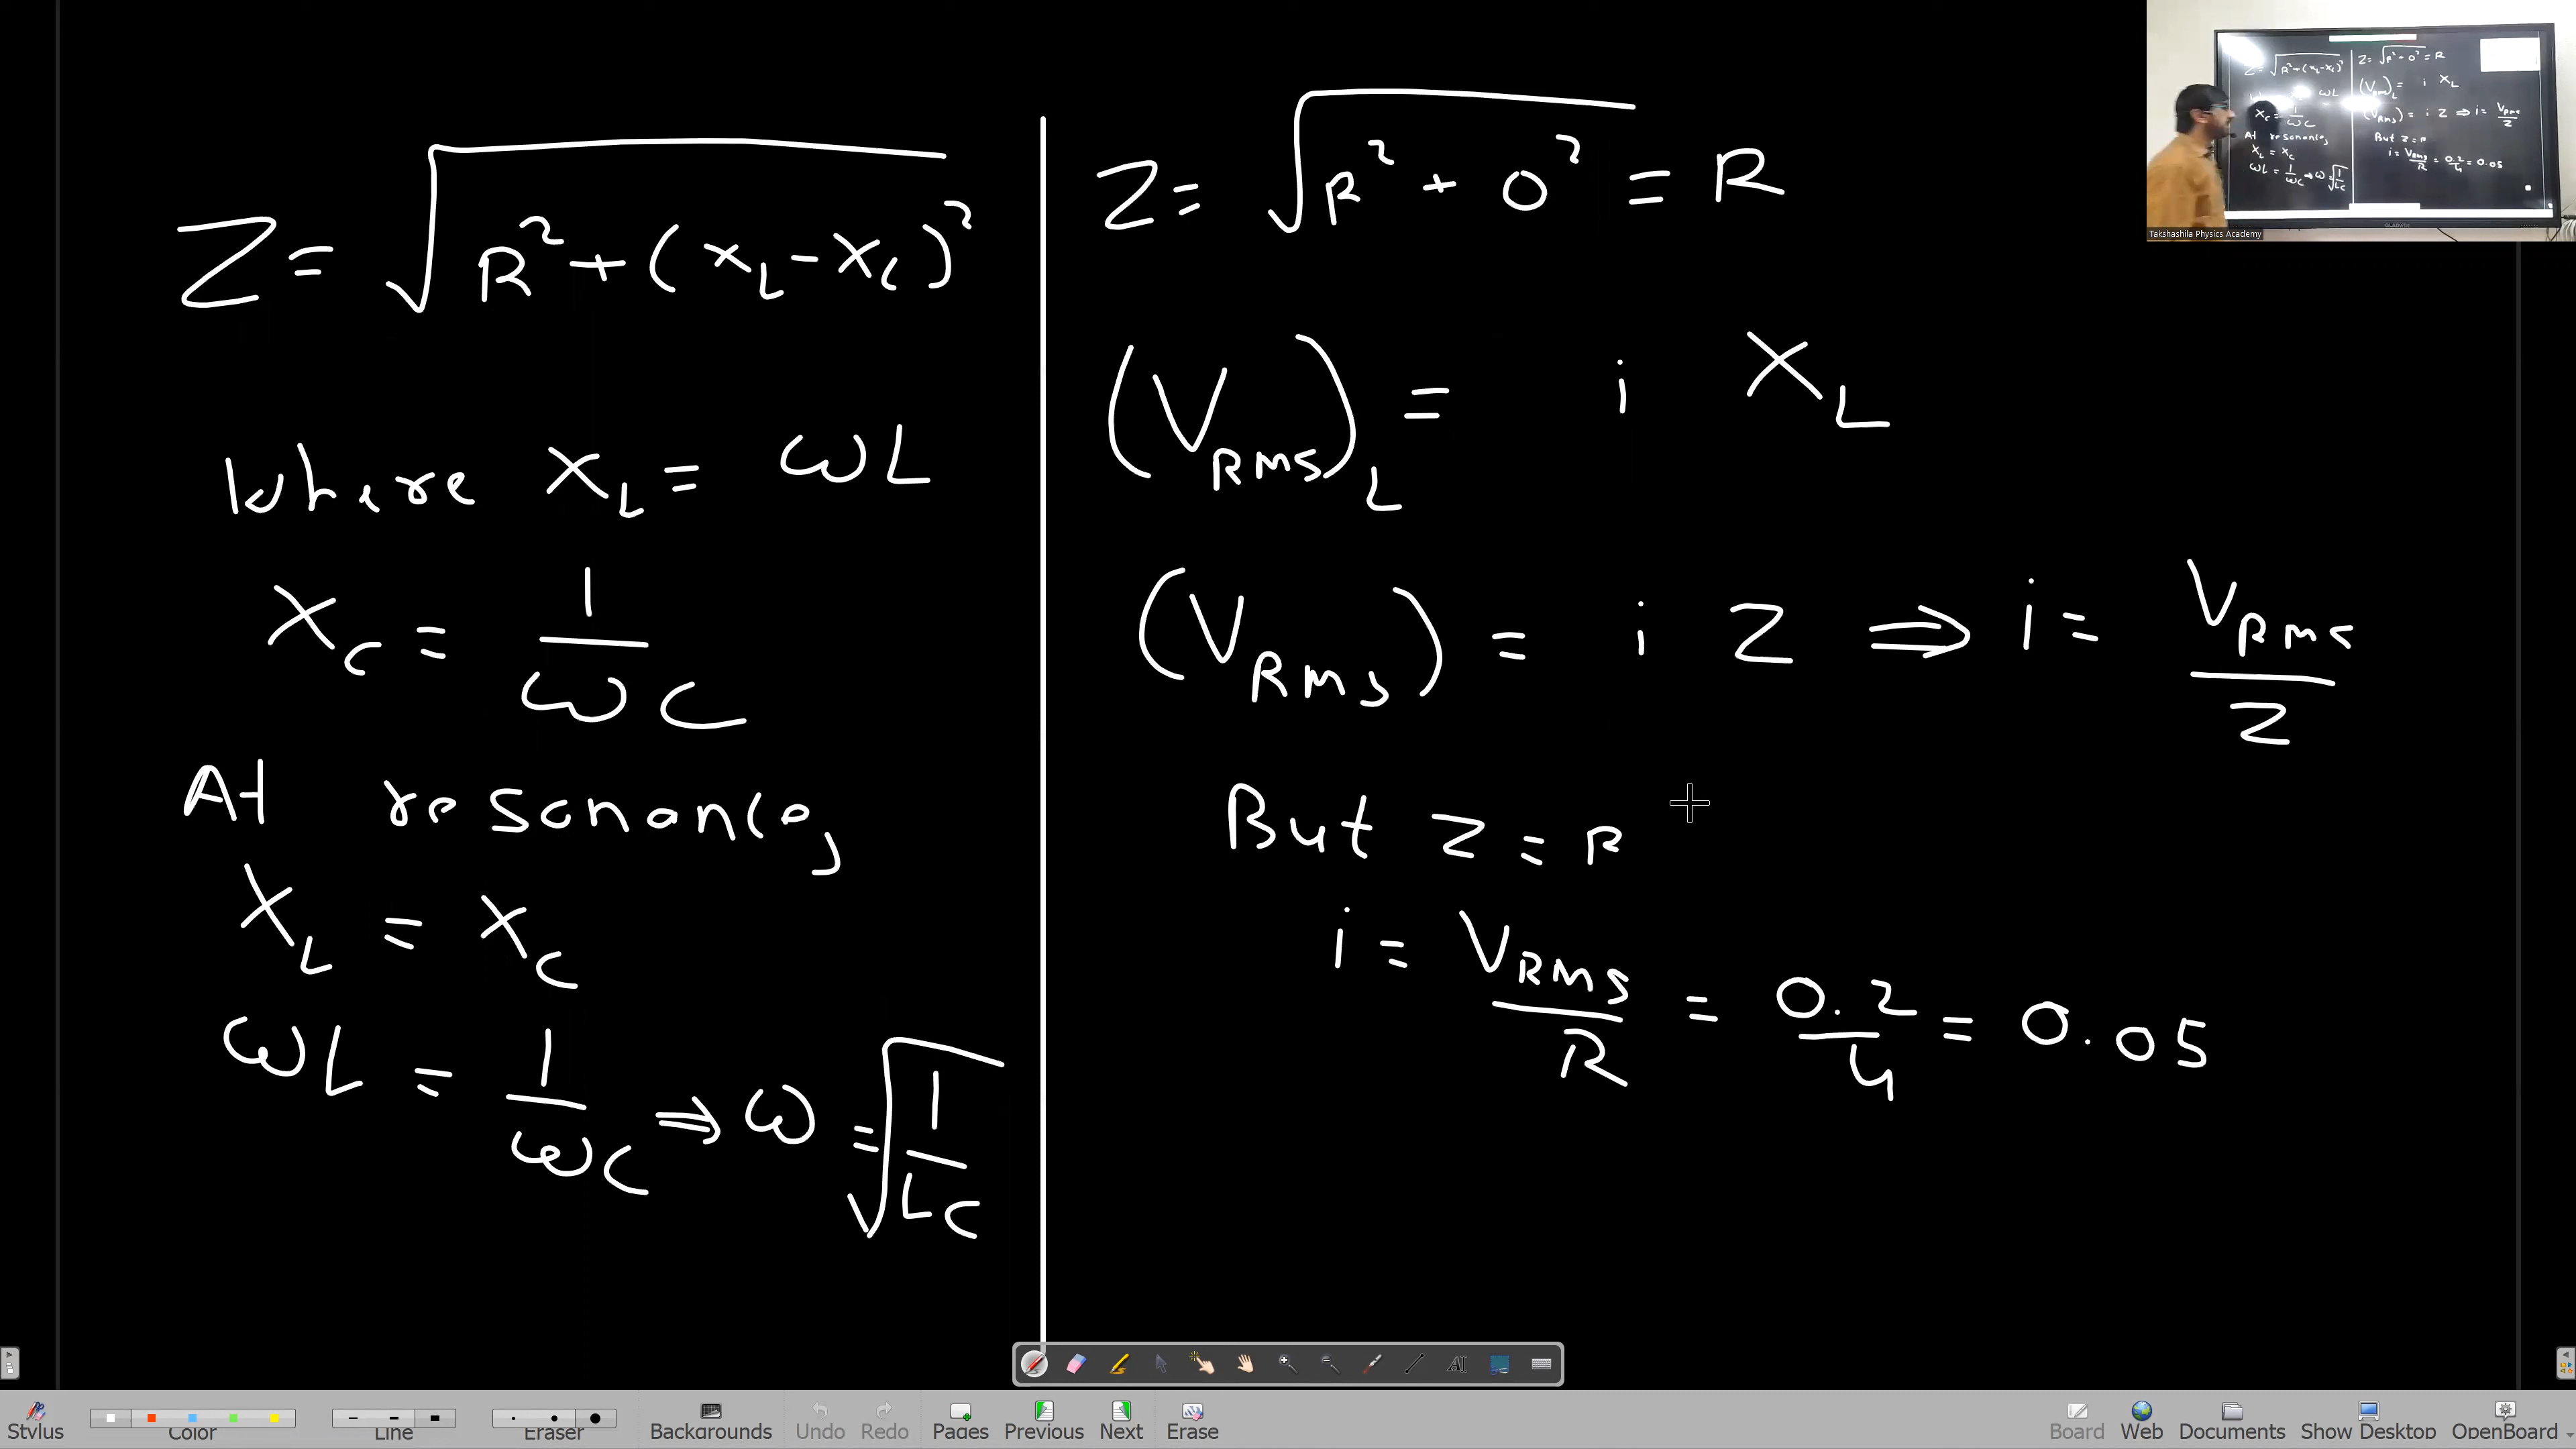 Z = √(R² + (X_L - X_C)²)
Where X_L = ωL
X_C = 1/ωC
At resonance,
X_L = X_C
ωL = 1/ωC ⇒ ω = √(1/LC)
Z = √(R² + 0²) = R
(V_RMS)_L = i X_L
(V_RMS) = i Z ⇒ i = V_RMS/Z
But Z = R
i = V_RMS/R = 0.2/4 = 0.05
Takshashila Physics Academy
Stylus Color Line Eraser Backgrounds Undo Redo Pages Previous Next Erase Board Web Documents Show Desktop OpenBoard